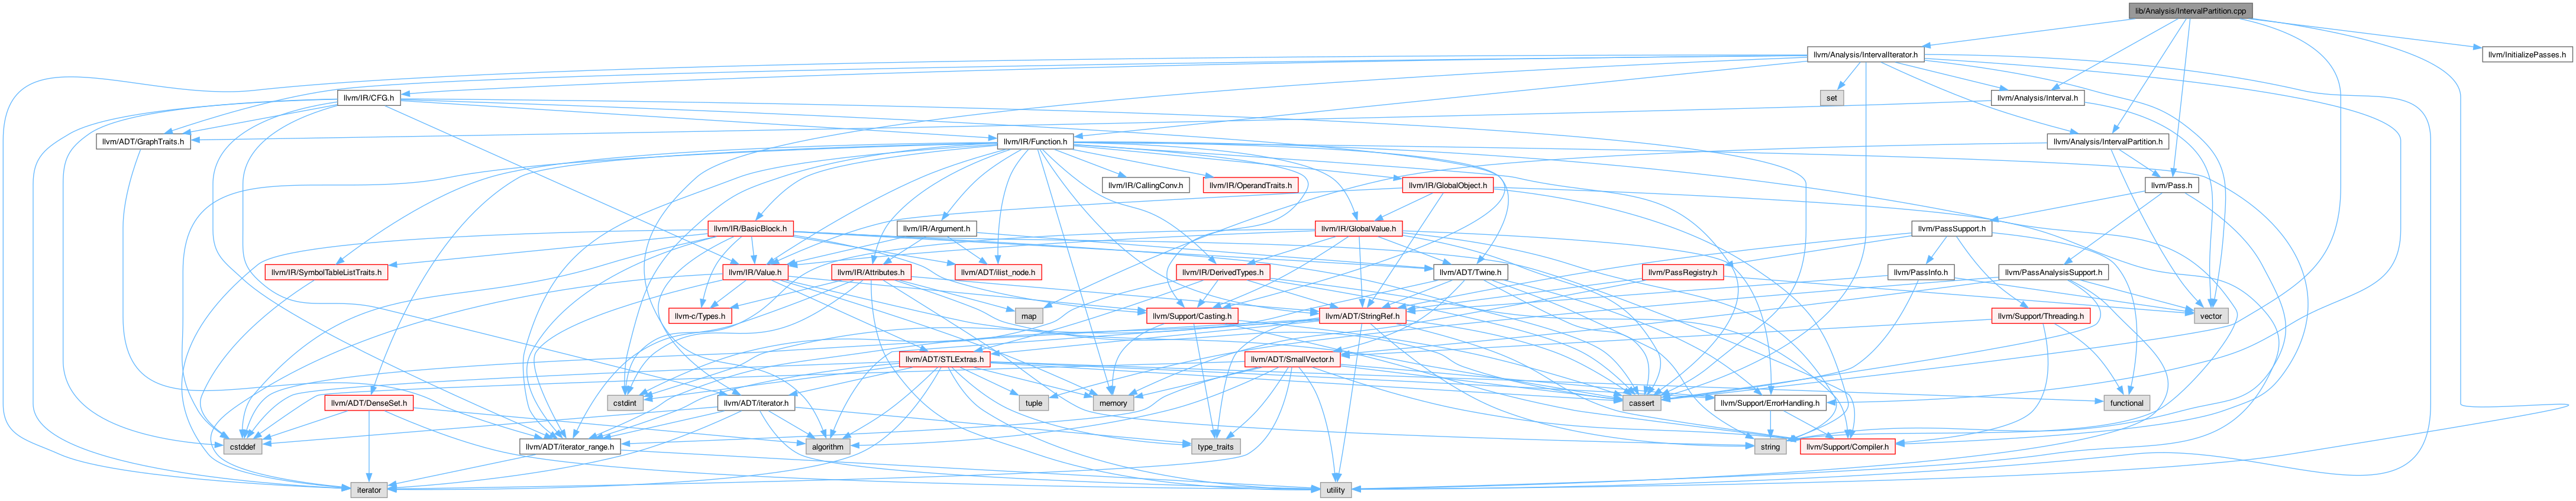 lib/Analysis/IntervalPartition.cpp
llvm/Analysis/IntervalIterator.h
llvm/InitializePasses.h
llvm/IR/CFG.h
set
llvm/Analysis/Interval.h
llvm/ADT/GraphTraits.h
llvm/IR/Function.h
llvm/Analysis/IntervalPartition.h
llvm/IR/CallingConv.h
llvm/IR/OperandTraits.h
llvm/IR/GlobalObject.h
llvm/Pass.h
llvm/IR/BasicBlock.h
llvm/IR/Argument.h
llvm/IR/GlobalValue.h
llvm/PassSupport.h
llvm/IR/SymbolTableListTraits.h
llvm/IR/Value.h
llvm/IR/Attributes.h
llvm/ADT/ilist_node.h
llvm/IR/DerivedTypes.h
llvm/ADT/Twine.h
llvm/PassRegistry.h
llvm/PassInfo.h
llvm/PassAnalysisSupport.h
llvm-c/Types.h
map
llvm/Support/Casting.h
llvm/ADT/StringRef.h
llvm/Support/Threading.h
vector
llvm/ADT/STLExtras.h
llvm/ADT/SmallVector.h
llvm/ADT/DenseSet.h
cstdint
llvm/ADT/iterator.h
tuple
memory
cassert
llvm/Support/ErrorHandling.h
functional
cstddef
llvm/ADT/iterator_range.h
algorithm
type_traits
string
llvm/Support/Compiler.h
iterator
utility